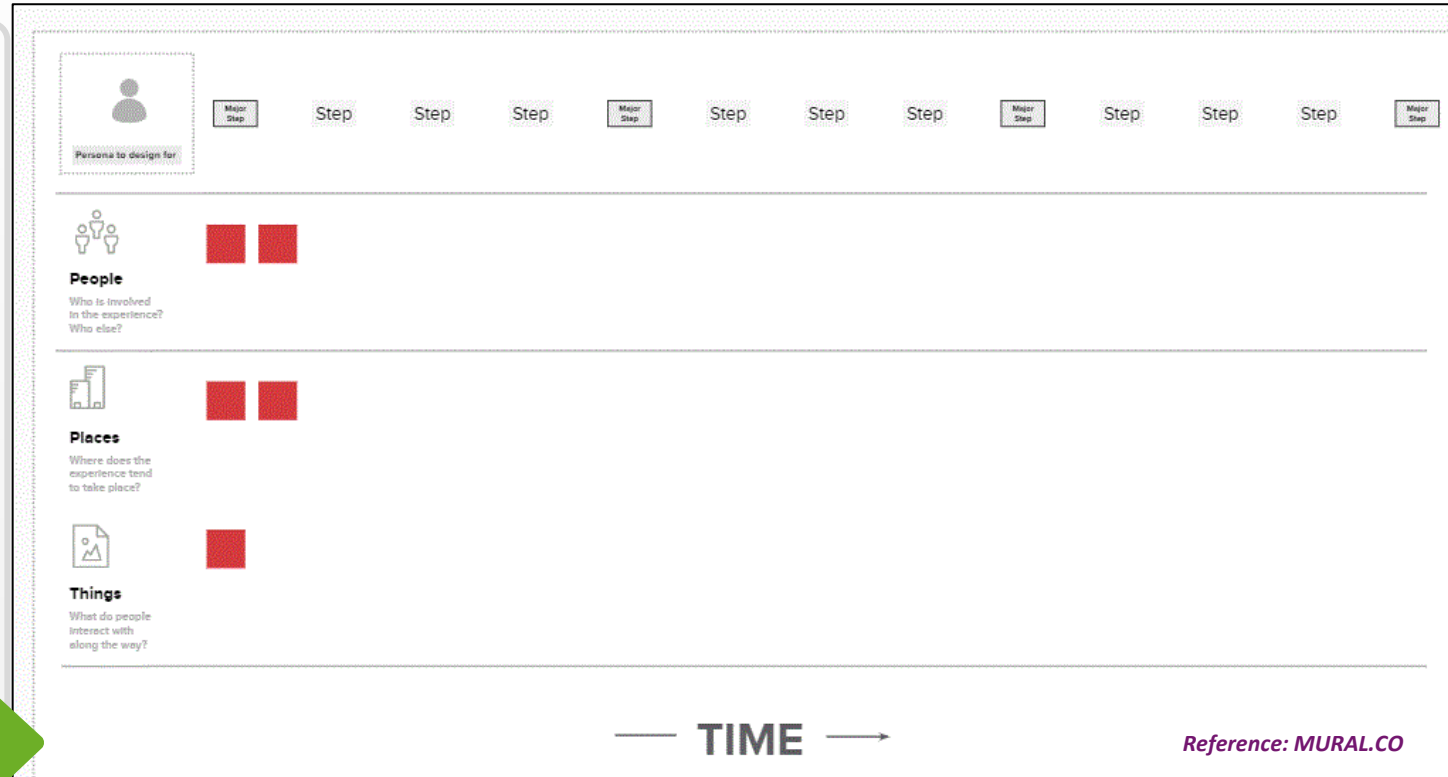 Major
Step
Step
Step
Step
Major
Step
Step
Step
Step
Major
Step
Step
Step
Step
Major
Step
Persona to design for
People
Who is involved
in the experience?
Who else?
Places
Where does the
experience tend
to take place?
Things
What do people
interact with
along the way?
TIME
Reference: MURAL.CO